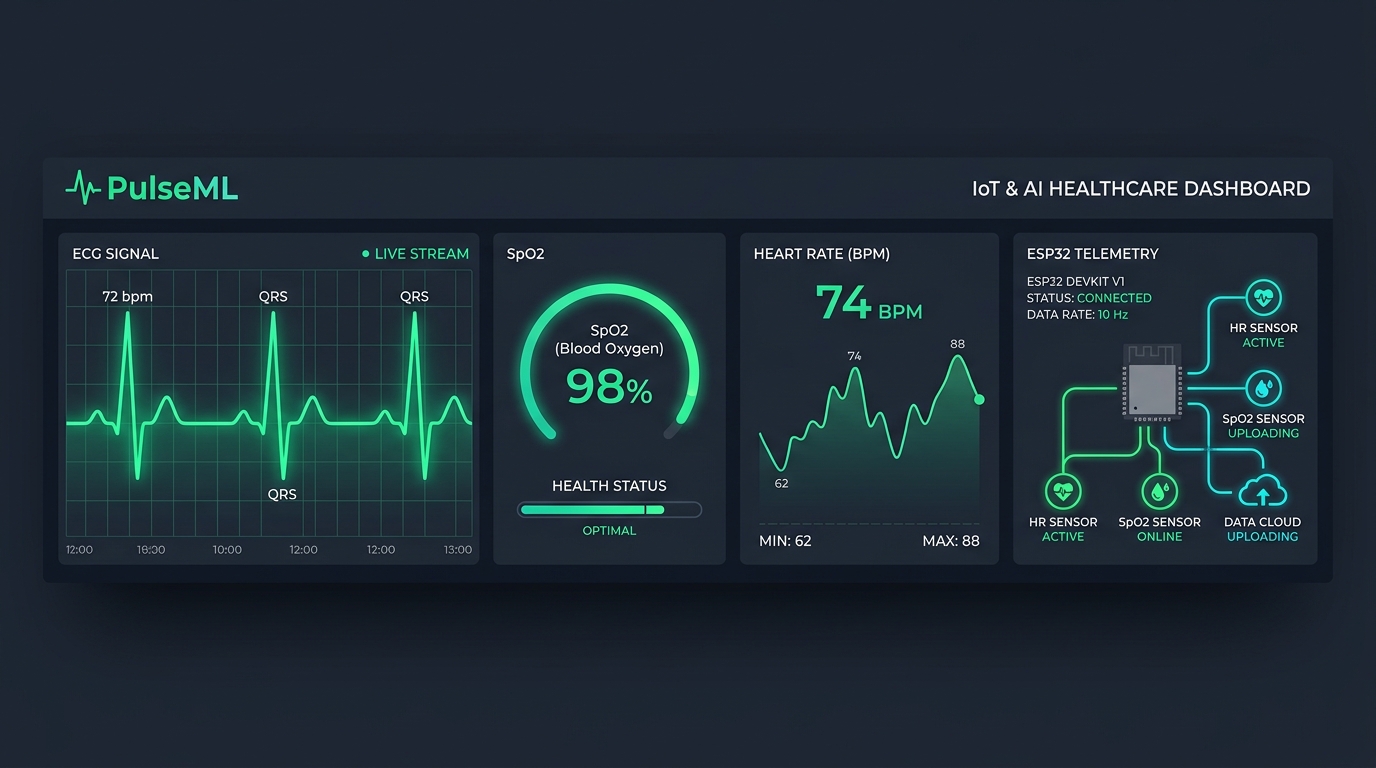 PulseML
IoT & AI HEALTHCARE DASHBOARD
ECG SIGNAL
LIVE STREAM
72 bpm
QRS
QRS
QRS
12:00
10:00
12:00
12:00
13:00
SpO2
SpO2
(Blood Oxygen)
98%
HEALTH STATUS
OPTIMAL
HEART RATE (BPM)
74 BPM
74
88
62
MIN: 62
MAX: 88
ESP32 TELEMETRY
ESP32 DEVKIT V1
STATUS: CONNECTED
DATA RATE: 10 Hz
HR SENSOR
ACTIVE
SpO2 SENSOR
UPLOADING
HR SENSOR
ACTIVE
SpO2 SENSOR
ONLINE
DATA CLOUD
UPLOADING